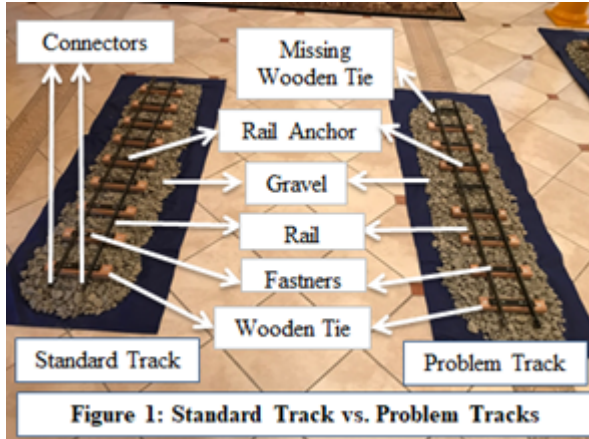 Connectors
Missing
Wooden Tie
Rail Anchor
Gravel
Rail
Fastners
Wooden Tie
Standard Track
Problem Track
Figure 1: Standard Track vs. Problem Tracks